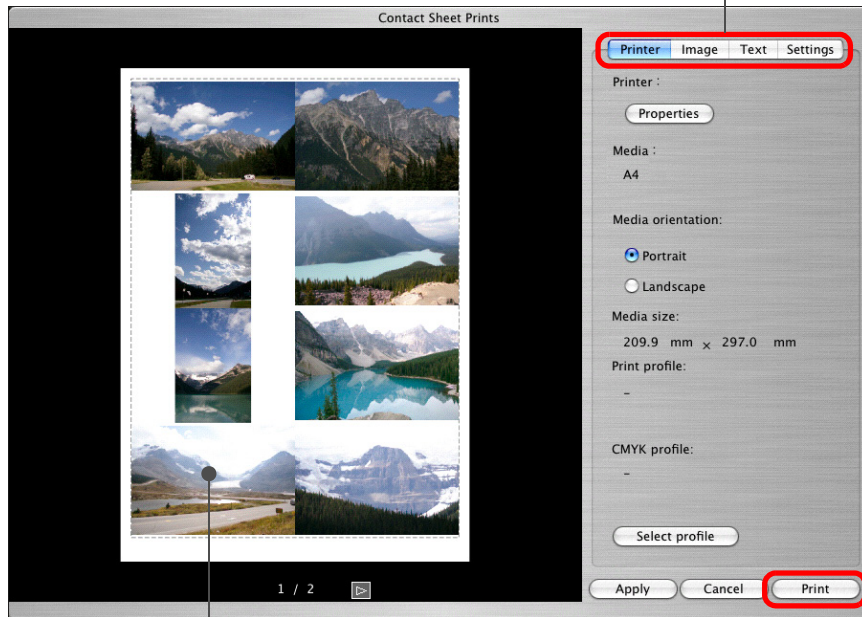 Contact Sheet Prints
Printer Image Text Settings
Printer :
Properties
Media :
A4
Media orientation:
Portrait
Landscape
Media size:
209.9 mm × 297.0 mm
Print profile:
–
CMYK profile:
–
Select profile
1 / 2
Apply Cancel Print